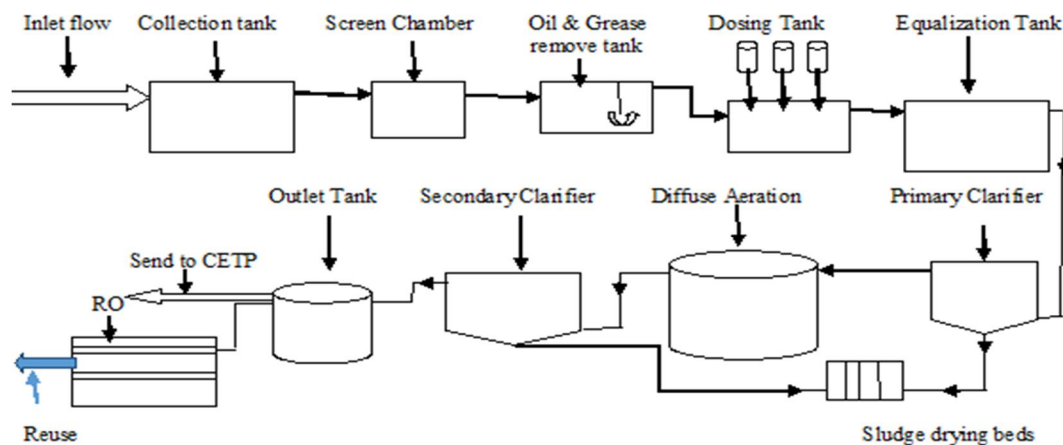 Inlet flow
Collection tank
Screen Chamber
Oil & Grease
remove tank
Dosing Tank
Equalization Tank
Outlet Tank
Secondary Clarifier
Diffuse Aeration
Primary Clarifier
Send to CETP
RO
Reuse
Sludge drying beds